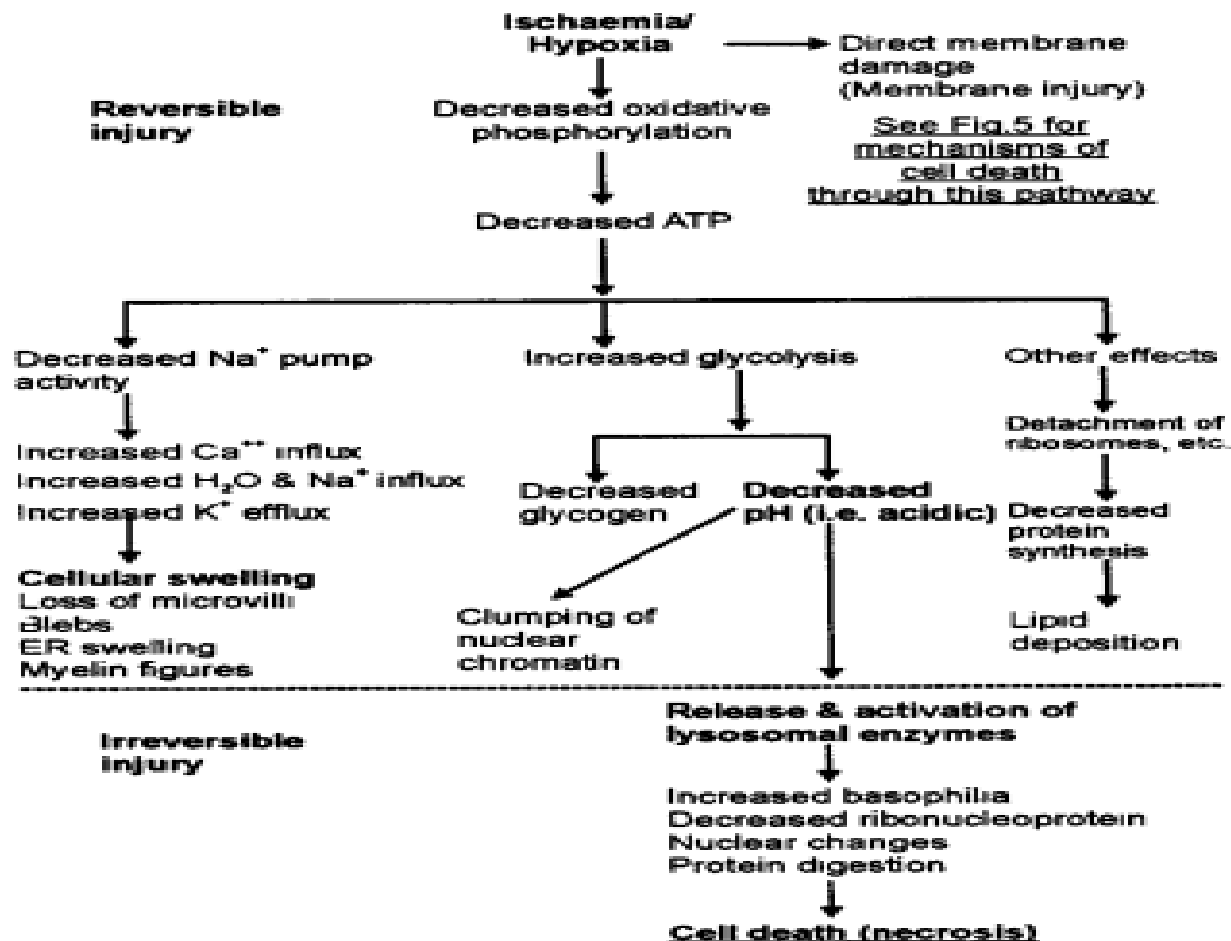 Ischaemia/
Hypoxia
Direct membrane
damage
(Membrane injury)
See Fig.5 for
mechanisms of
cell death
through this pathway
Reversible
injury
Decreased oxidative
phosphorylation
Decreased ATP
Decreased Na⁺ pump
activity
Increased Ca⁺⁺ influx
Increased H₂O & Na⁺ influx
Increased K⁺ efflux
Cellular swelling
Loss of microvilli
Blebs
ER swelling
Myelin figures
Increased glycolysis
Decreased
glycogen
Decreased
pH (i.e. acidic)
Clumping of
nuclear
chromatin
Other effects
Detachment of
ribosomes, etc.
Decreased
protein
synthesis
Lipid
deposition
Irreversible
injury
Release & activation of
lysosomal enzymes
Increased basophilia
Decreased ribonucleoprotein
Nuclear changes
Protein digestion
Cell death (necrosis)